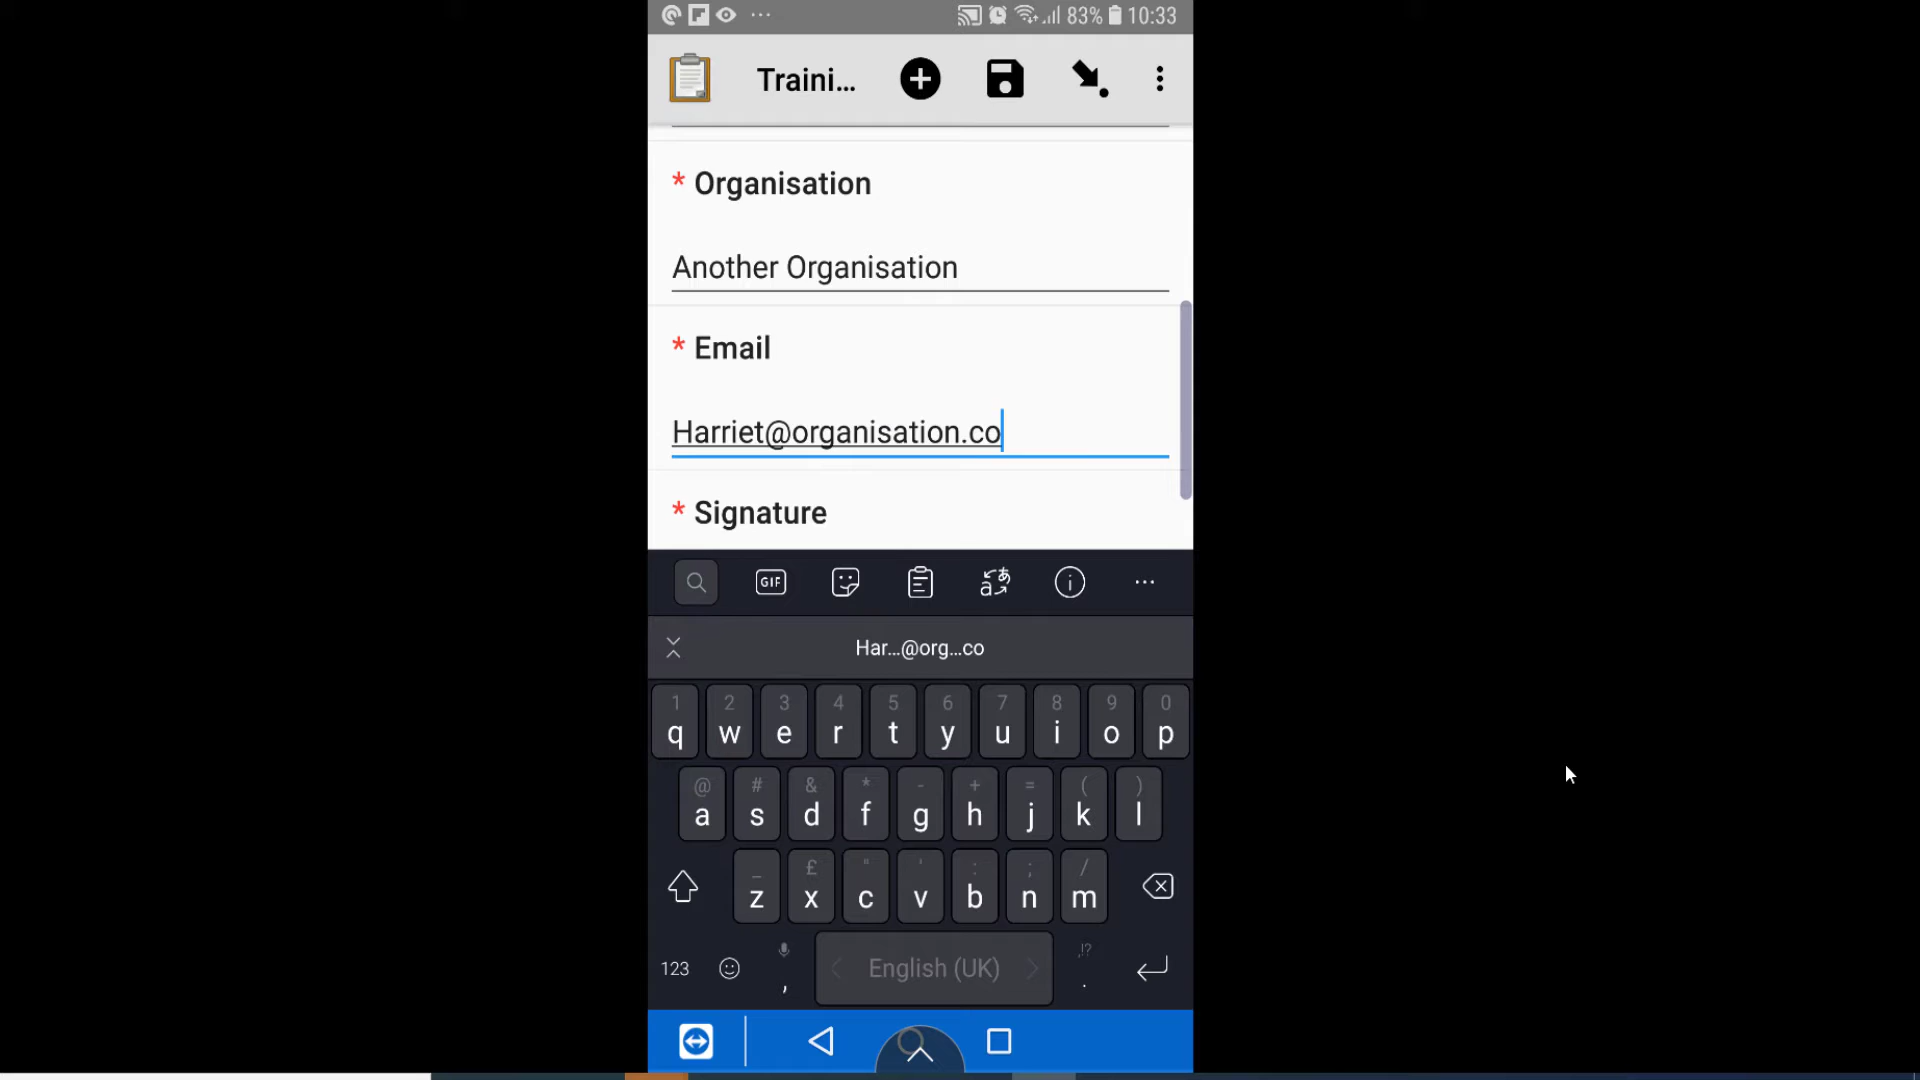 83% 10:33
Traini...
* Organisation
Another Organisation
* Email
Harriet@organisation.co
* Signature
GIF
Har...@org...co
1 2 3 4 5 6 7 8 9 0
q w e r t y u i o p
@ # & * - + = ( )
a s d f g h j k l
_ £ " ' : ; /
z x c v b n m
123 , English (UK) ,!? .